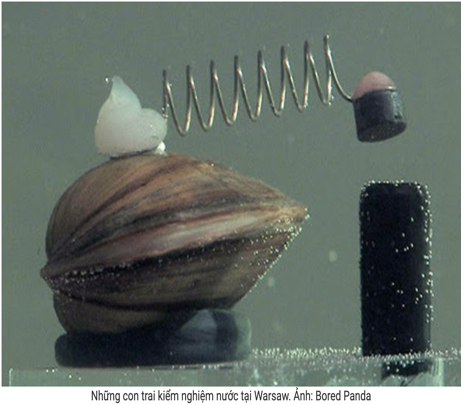 Những con trai kiểm nghiệm nước tại Warsaw. Ảnh: Bored Panda